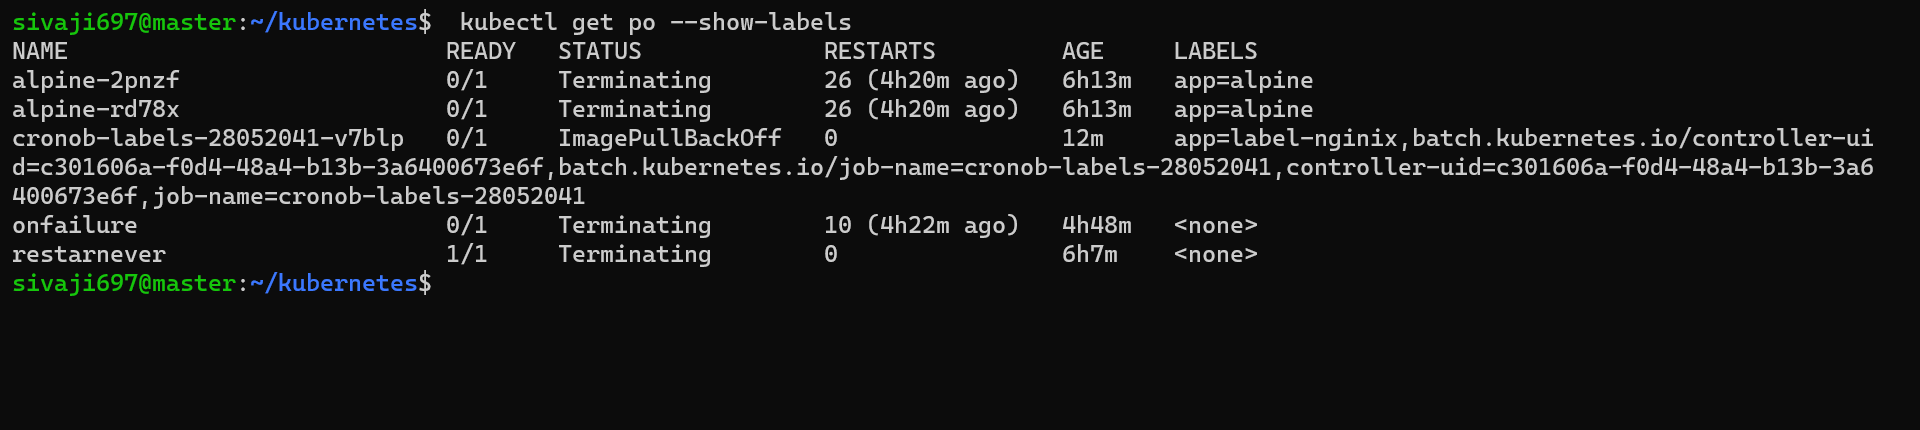 sivaji697@master:~/kubernetes$  kubectl get po --show-labels
NAME                           READY   STATUS             RESTARTS         AGE     LABELS
alpine-2pnzf                   0/1     Terminating        26 (4h20m ago)   6h13m   app=alpine
alpine-rd78x                   0/1     Terminating        26 (4h20m ago)   6h13m   app=alpine
cronob-labels-28052041-v7blp   0/1     ImagePullBackOff   0                12m     app=label-nginix,batch.kubernetes.io/controller-ui
d=c301606a-f0d4-48a4-b13b-3a6400673e6f,batch.kubernetes.io/job-name=cronob-labels-28052041,controller-uid=c301606a-f0d4-48a4-b13b-3a6
400673e6f,job-name=cronob-labels-28052041
onfailure                      0/1     Terminating        10 (4h22m ago)   4h48m   <none>
restarnever                    1/1     Terminating        0                6h7m    <none>
sivaji697@master:~/kubernetes$